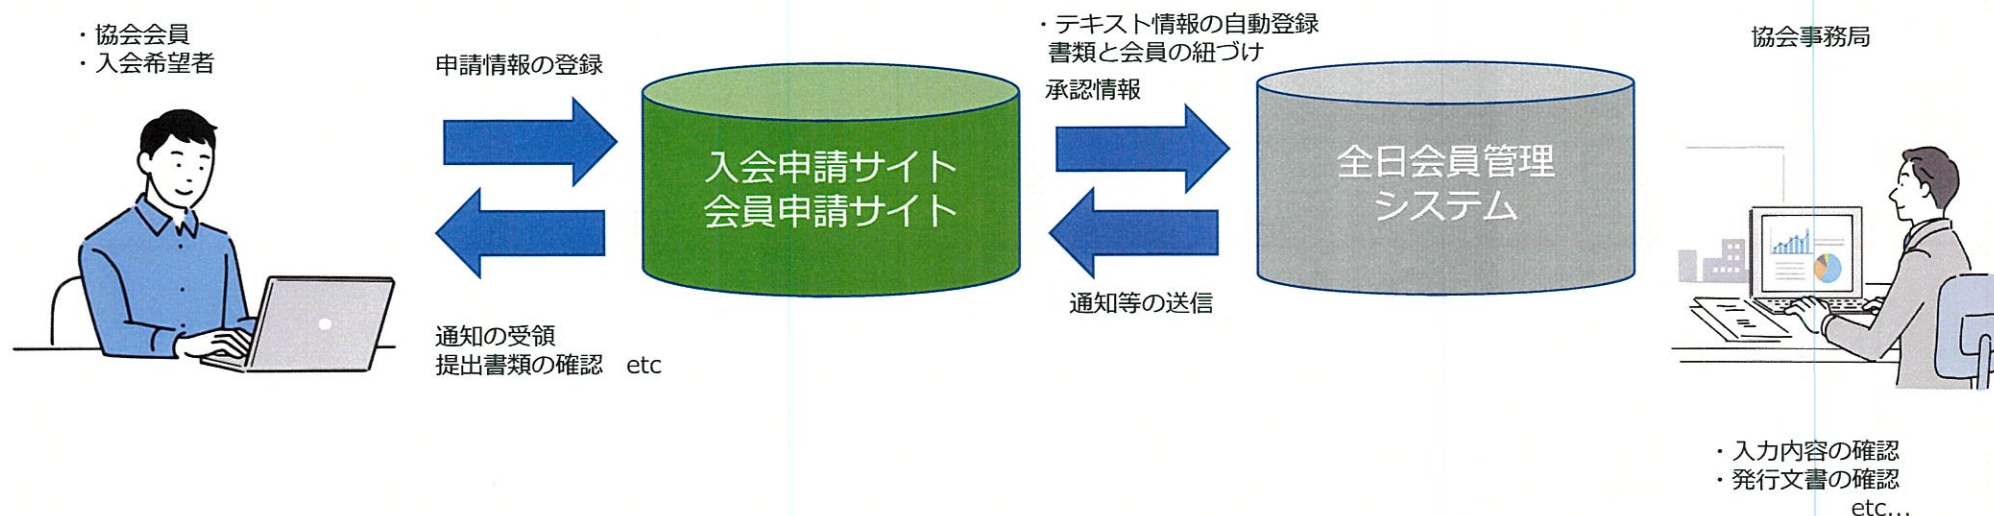 ・協会会員
・入会希望者
申請情報の登録
通知の受領
提出書類の確認 etc
入会申請サイト
会員申請サイト
・テキスト情報の自動登録
書類と会員の紐づけ
承認情報
通知等の送信
全日会員管理
システム
協会事務局
・入力内容の確認
・発行文書の確認
etc...